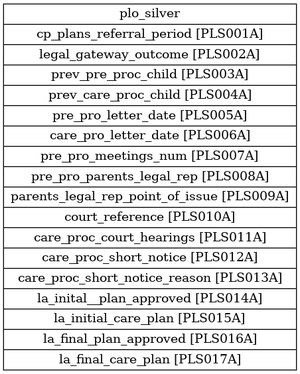 plo_silver
cp_plans_referral_period [PLS001A]
legal_gateway_outcome [PLS002A]
prev_pre_proc_child [PLS003A]
prev_care_proc_child [PLS004A]
pre_pro_letter_date [PLS005A]
care_pro_letter_date [PLS006A]
pre_pro_meetings_num [PLS007A]
pre_pro_parents_legal_rep [PLS008A]
parents_legal_rep_point_of_issue [PLS009A]
court_reference [PLS010A]
care_proc_court_hearings [PLS011A]
care_proc_short_notice [PLS012A]
care_proc_short_notice_reason [PLS013A]
la_inital__plan_approved [PLS014A]
la_initial_care_plan [PLS015A]
la_final_plan_approved [PLS016A]
la_final_care_plan [PLS017A]